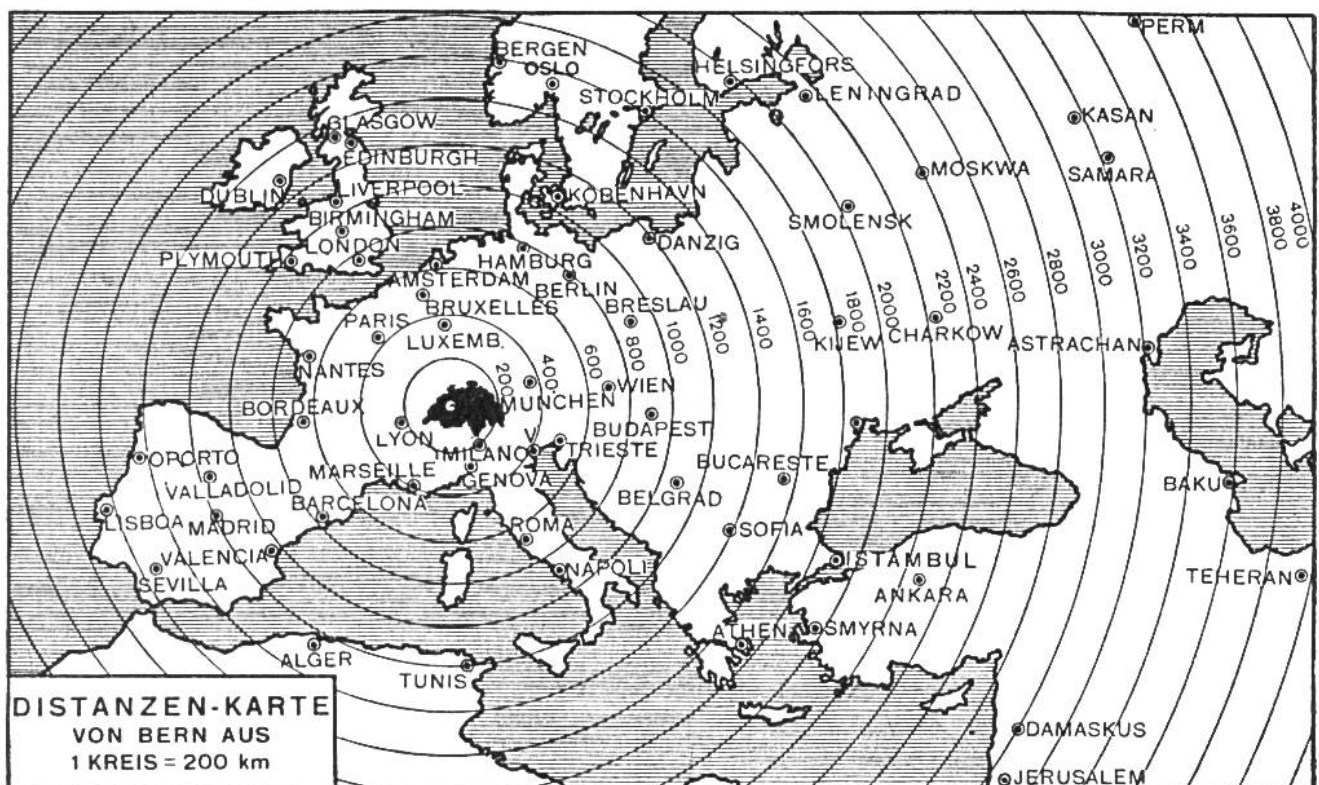 PERM
BERGEN
OSLO
HELSINGFORS
STOCKHOLM
LENINGRAD
KASAN
GLASGOW
EDINBURGH
MOSKWA
SAMARA
DUBLIN
LIVERPOOL
KOBENHAVN
SMOLENSK
BIRMINGHAM
LONDON
PLYMOUTH
DANZIG
HAMBURG
AMSTERDAM
BERLIN
BRUXELLES
BRESLAU
PARIS
LUXEMB.
KIJEW
CHARKOW
ASTRACHAN
NANTES
200
400
600
800
1000
1200
1400
1600
1800
2000
2200
2400
2600
2800
3000
3200
3400
3600
3800
4000
WIEN
MUNCHEN
BORDEAUX
LYON
BUDAPEST
V
MILANO
TRIESTE
OPORTO
MARSEILLE
GENOVA
BUCARESTE
VALLADOLID
BARCELONA
BELGRAD
BAKU
LISBOA
MADRID
ROMA
SOFIA
VALENCIA
ISTAMBUL
SEVILLA
NAPOLI
ANKARA
TEHERAN
ATHEN
SMYRNA
ALGER
TUNIS
DISTANZEN-KARTE
VON BERN AUS
1 KREIS = 200 km
DAMASKUS
JERUSALEM